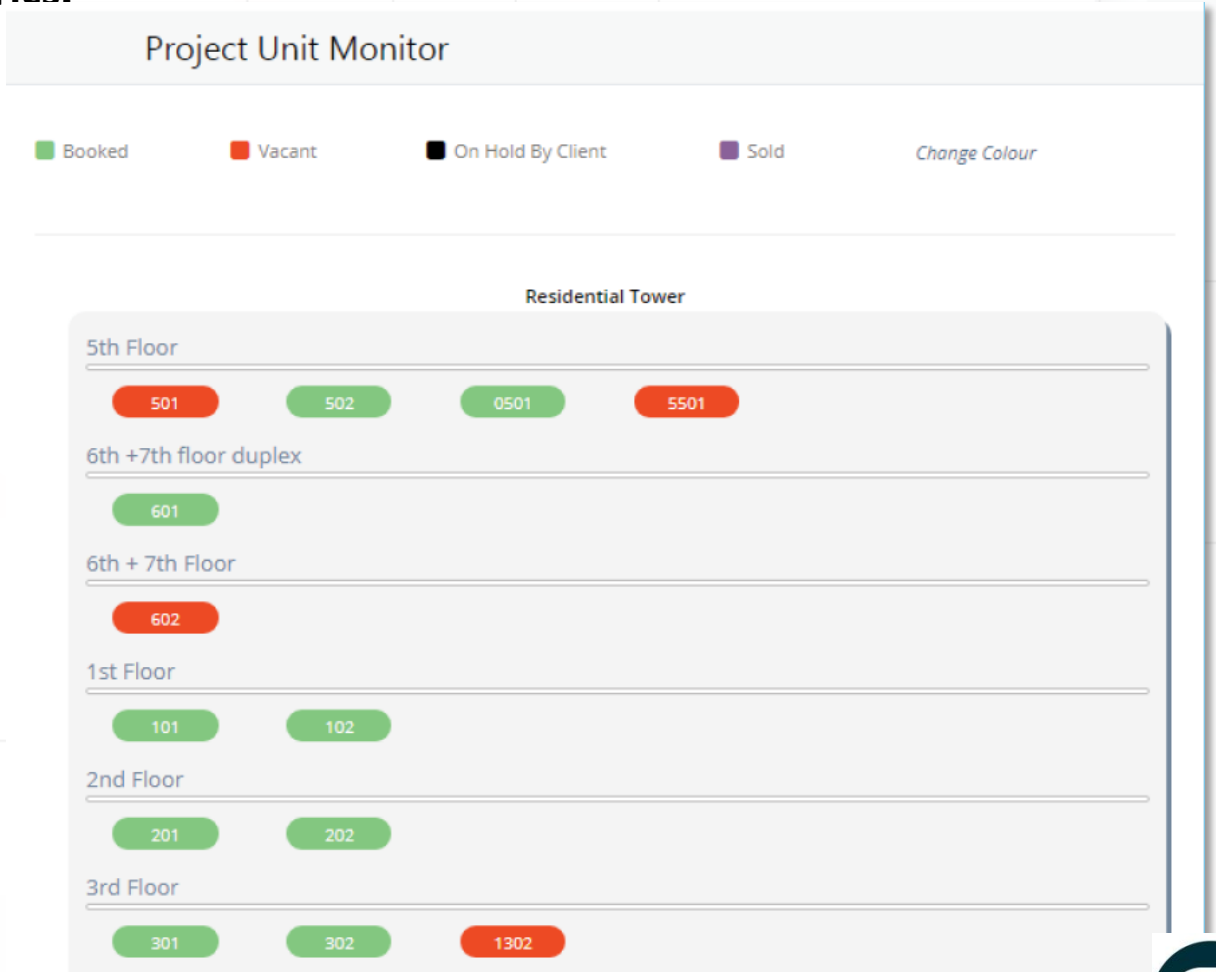 Project Unit Monitor
Booked Vacant On Hold By Client Sold Change Colour
Residential Tower
5th Floor
501 502 0501 5501
6th +7th floor duplex
601
6th + 7th Floor
602
1st Floor
101 102
2nd Floor
201 202
3rd Floor
301 302 1302